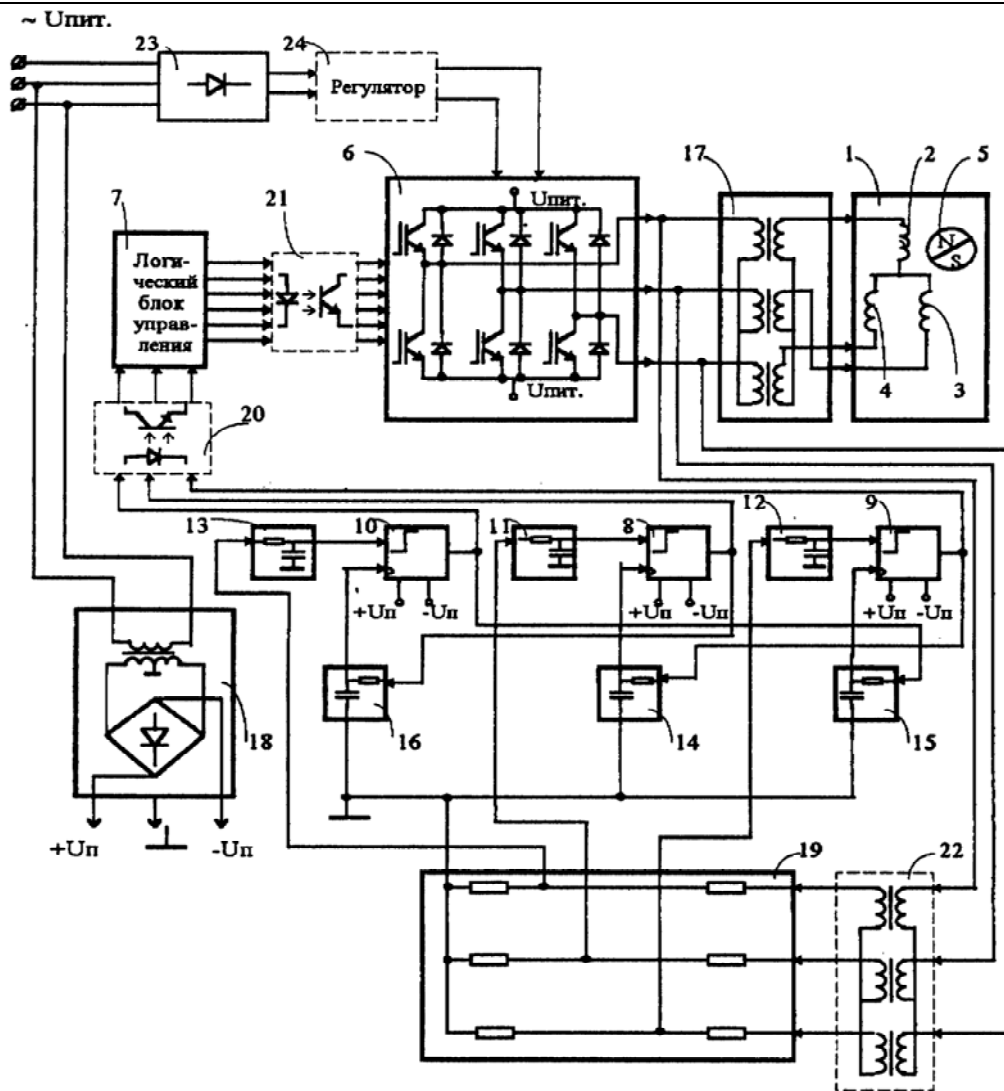 ~ Uпит.
23
24
Регулятор
6
17
1
2
5
Uпит.
7
21
N
S
Логи-
ческий
блок
управ-
ления
Uпит.
4
3
20
13
10
11
8
12
9
+Uп
-Uп
+Uп
-Uп
+Uп
-Uп
18
16
14
15
+Uп
-Uп
19
22